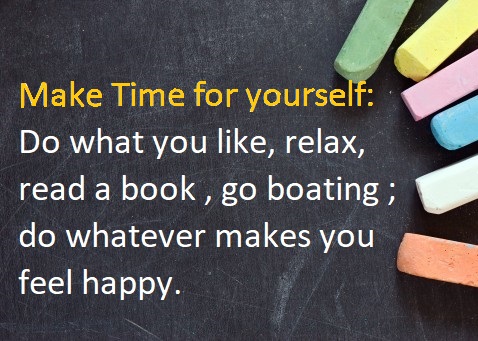 Make Time for yourself:
Do what you like, relax,
read a book , go boating ;
do whatever makes you
feel happy.